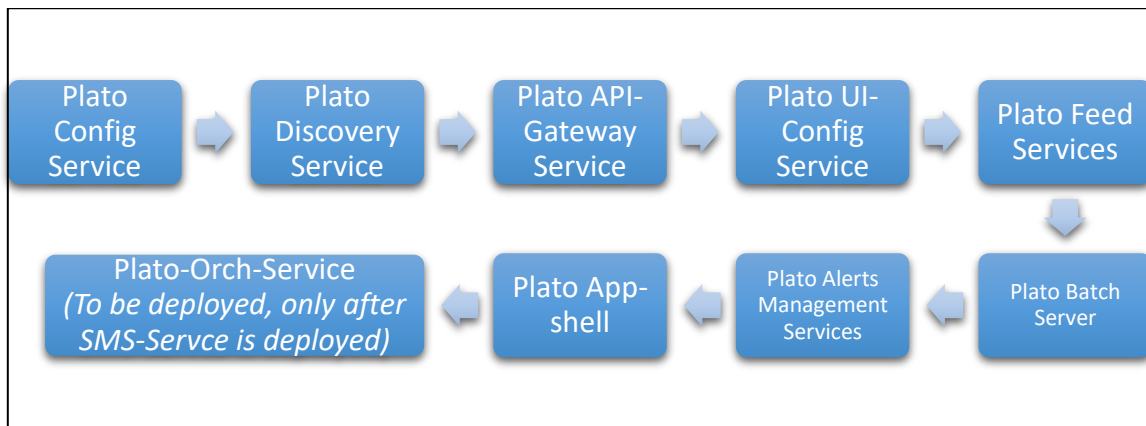 Plato
Config
Service
Plato
Discovery
Service
Plato API-
Gateway
Service
Plato UI-
Config Service
Plato Feed
Services
Plato Batch
Server
Plato Alerts
Management
Services
Plato App-
shell
Plato-Orch-Service
(To be deployed, only after
SMS-Servce is deployed)